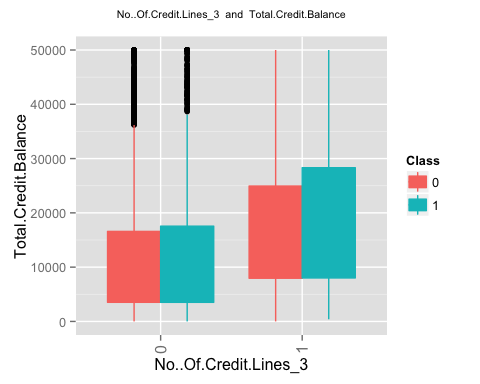 No..Of.Credit.Lines_3 and Total.Credit.Balance
50000
40000
30000
20000
10000
0
Total.Credit.Balance
0
1
No..Of.Credit.Lines_3
Class
0
1